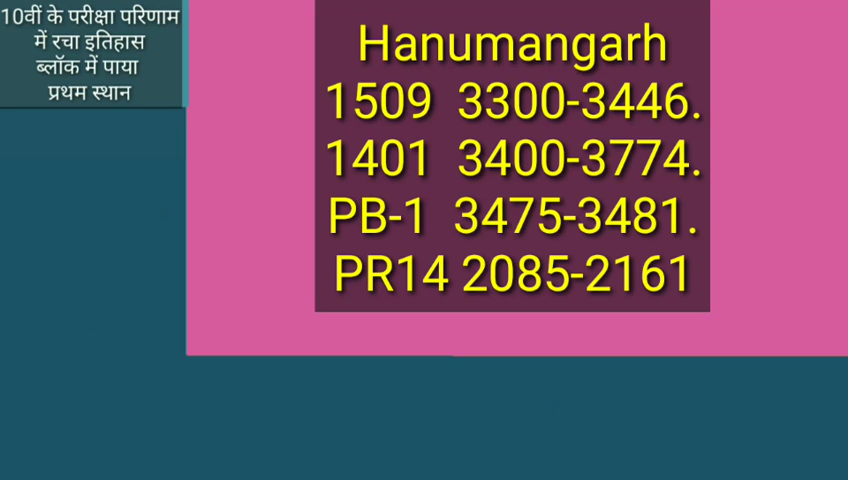 10वीं के परीक्षा परिणाम
में रचा इतिहास
ब्लॉक में पाया
प्रथम स्थान
Hanumangarh
1509 3300-3446.
1401 3400-3774.
PB-1 3475-3481.
PR14 2085-2161